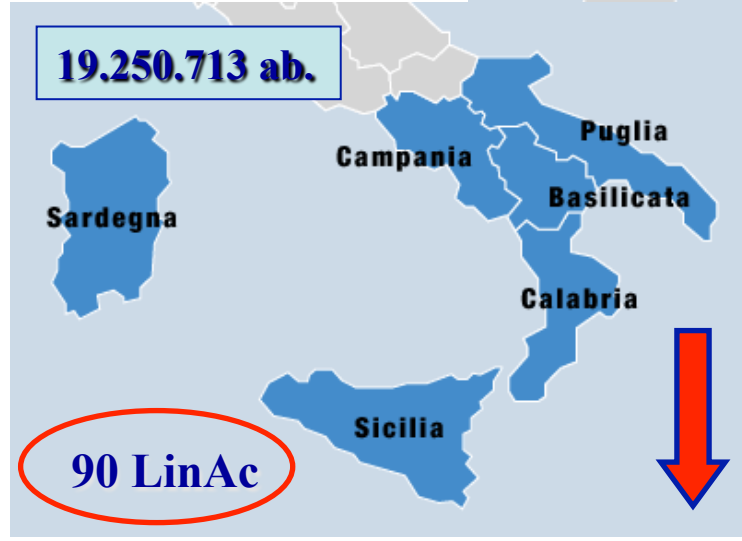 19.250.713 ab.
Puglia
Campania
Basilicata
Sardegna
Calabria
Sicilia
90 LinAc